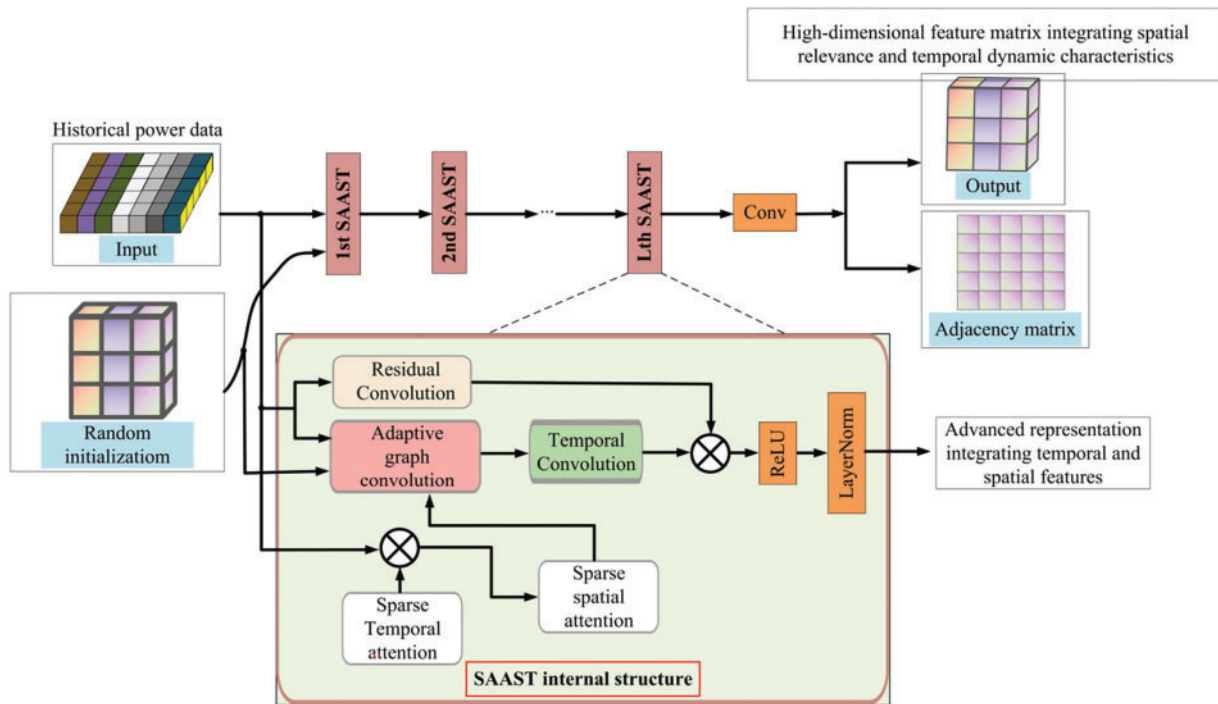 High-dimensional feature matrix integrating spatial
relevance and temporal dynamic characteristics
Historical power data
Input
1st SAAST
2nd SAAST
...
Lth SAAST
Conv
Output
Adjacency matrix
Random
initializatiom
Residual
Convolution
Adaptive
graph
convolution
Temporal
Convolution
ReLU
LayerNorm
Advanced representation
integrating temporal and
spatial features
Sparse
spatial
attention
Sparse
Temporal
attention
SAAST internal structure